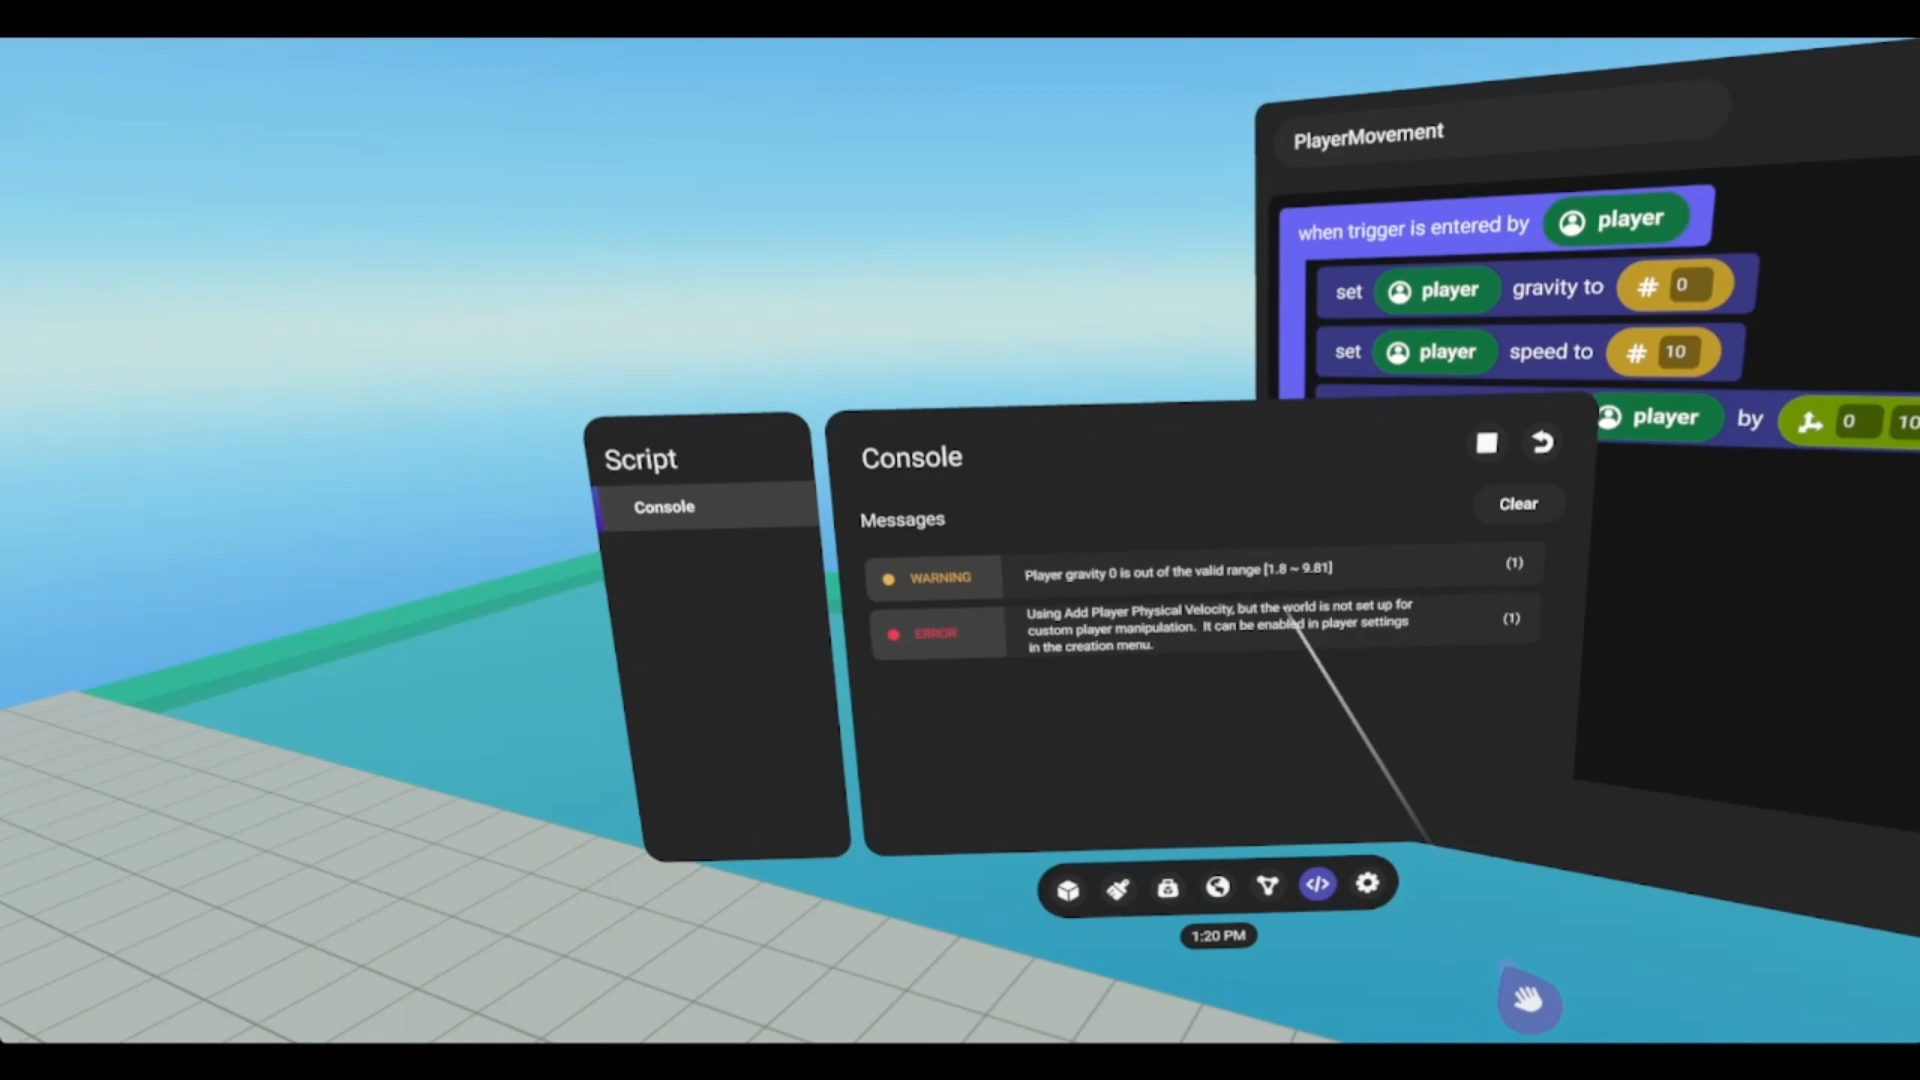 PlayerMovement
when trigger is entered by player
set player gravity to # 0
set player speed to # 10
player by 0 10
Script
Console
Console
Messages
Clear
WARNING Player gravity 0 is out of the valid range [1.8 ~ 9.81] (1)
ERROR Using Add Player Physical Velocity, but the world is not set up for
custom player manipulation. It can be enabled in player settings
in the creation menu.
(1)
1:20 PM